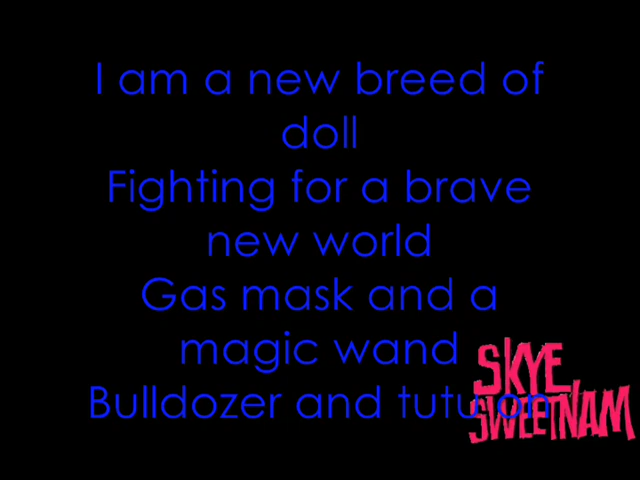 I am a new breed of
doll
Fighting for a brave
new world
Gas mask and a
magic wand
Bulldozer and tutu on
SKYE
SWEETNAM